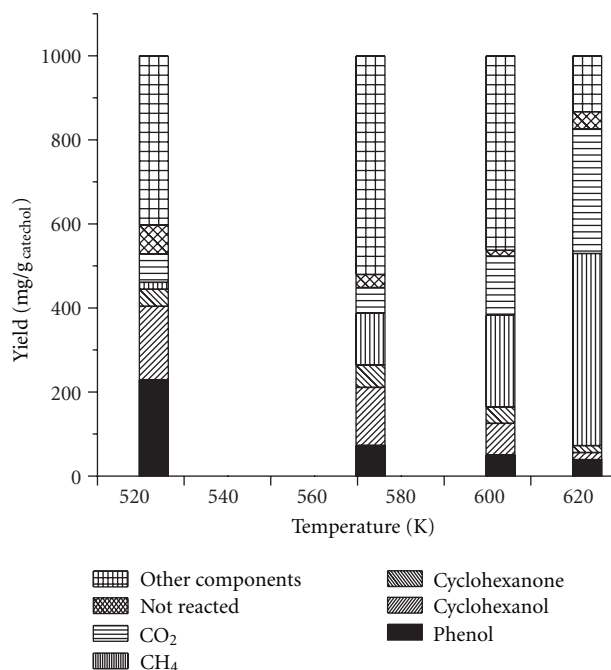 1000
800
600
400
200
0
Yield (mg/g catechol)
520 540 560 580 600 620
Temperature (K)
Other components
Not reacted
CO2
CH4
Cyclohexanone
Cyclohexanol
Phenol